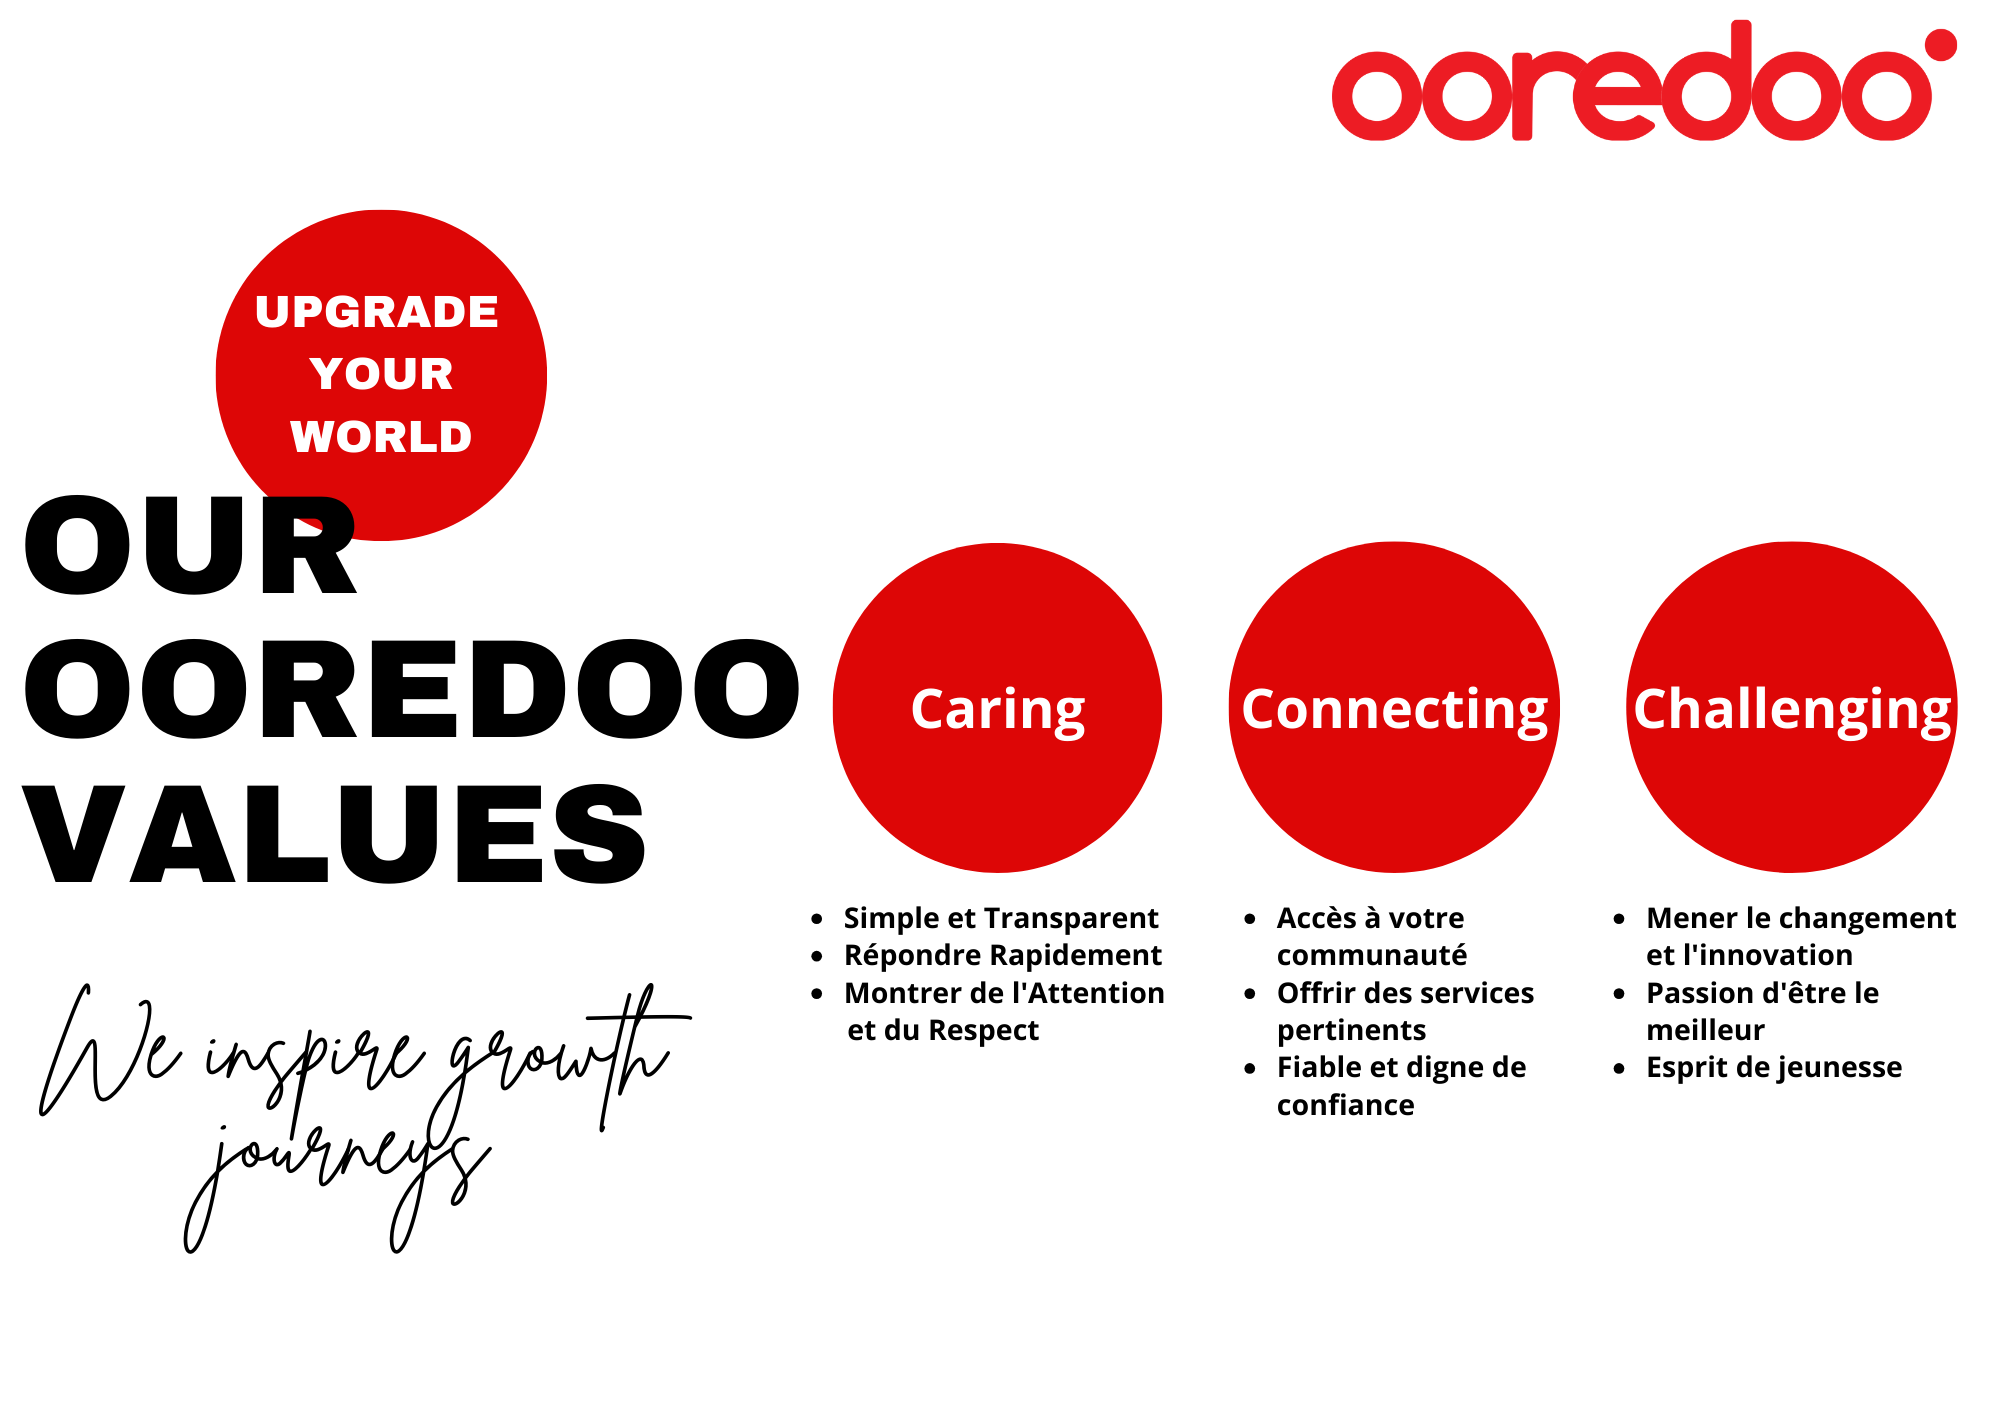 ooredoo
UPGRADE
YOUR
WORLD
OUR
OOREDOO
VALUES
We inspire growth
journeys
Caring
• Simple et Transparent
• Répondre Rapidement
• Montrer de l'Attention
et du Respect
Connecting
• Accès à votre
communauté
• Offrir des services
pertinents
• Fiable et digne de
confiance
Challenging
• Mener le changement
et l'innovation
• Passion d'être le
meilleur
• Esprit de jeunesse